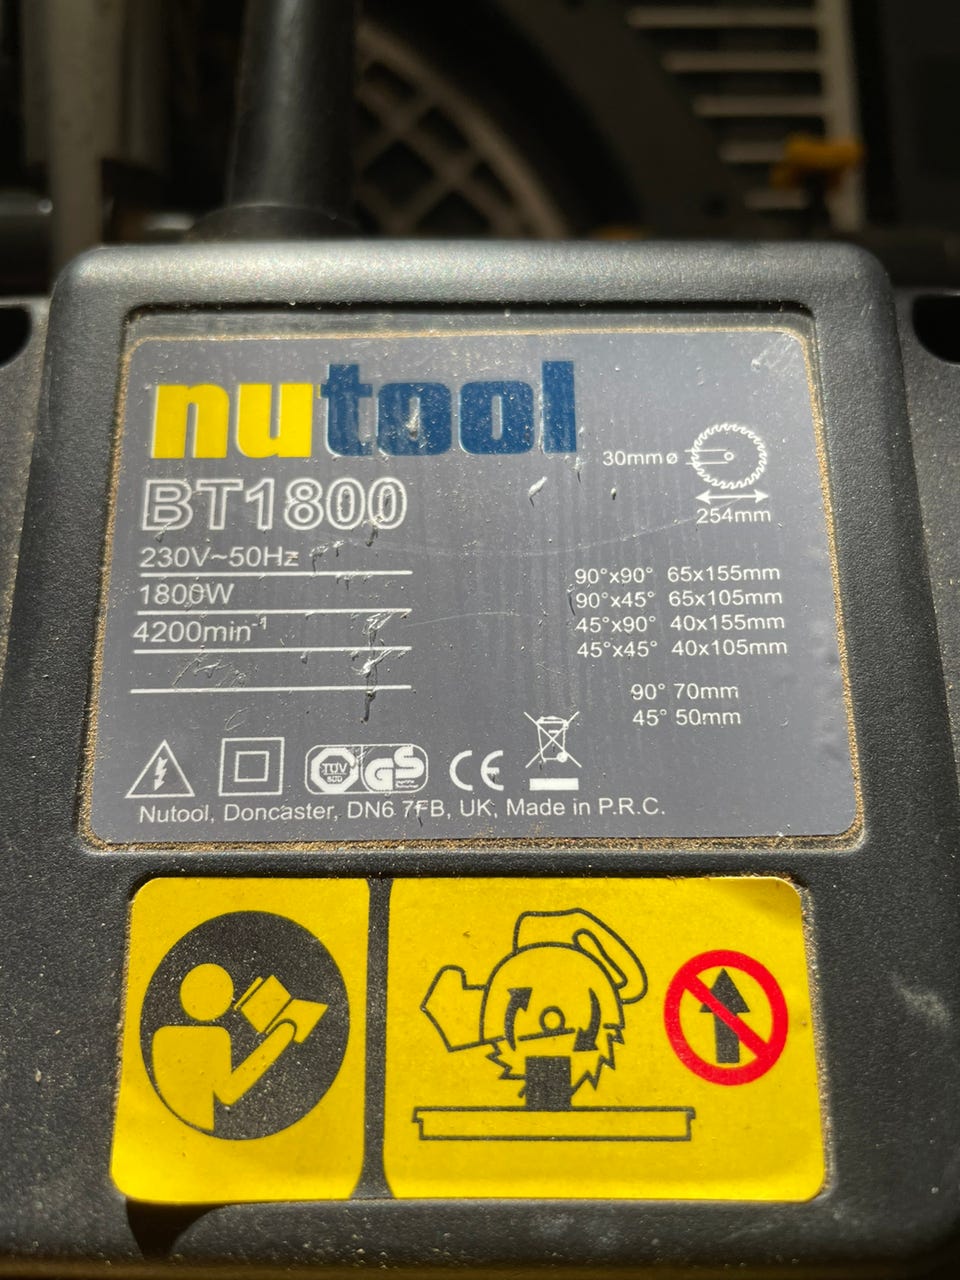 nutool
BT1800
230V~50Hz
1800W
4200min⁻¹
30mmø
254mm
90°x90° 65x155mm
90°x45° 65x105mm
45°x90° 40x155mm
45°x45° 40x105mm
90° 70mm
45° 50mm
TÜV
SÜD
GS
CE
Nutool, Doncaster, DN6 7FB, UK, Made in P.R.C.